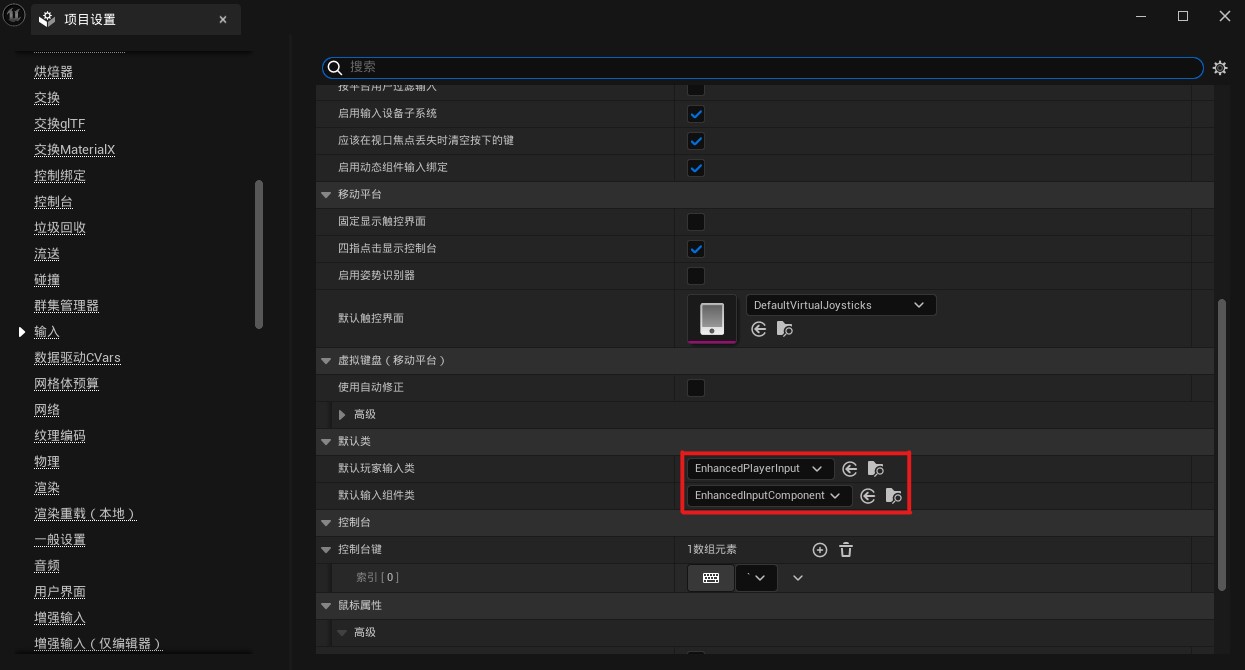 项目设置
烘焙器
交换
交换glTF
交换MaterialX
控制绑定
控制台
垃圾回收
流送
碰撞
群集管理器
输入
数据驱动CVars
网格体预算
网络
纹理编码
物理
渲染
渲染重载（本地）
一般设置
音频
用户界面
增强输入
增强输入（仅编辑器）
搜索
按平台用户过滤输入
启用输入设备子系统
应该在视口焦点丢失时清空按下的键
启用动态组件输入绑定
移动平台
固定显示触控界面
四指点击显示控制台
启用姿势识别器
默认触控界面
DefaultVirtualJoysticks
虚拟键盘（移动平台）
使用自动修正
高级
默认类
默认玩家输入类
EnhancedPlayerInput
默认输入组件类
EnhancedInputComponent
控制台
控制台键
1数组元素
索引 [ 0 ]
`
鼠标属性
高级